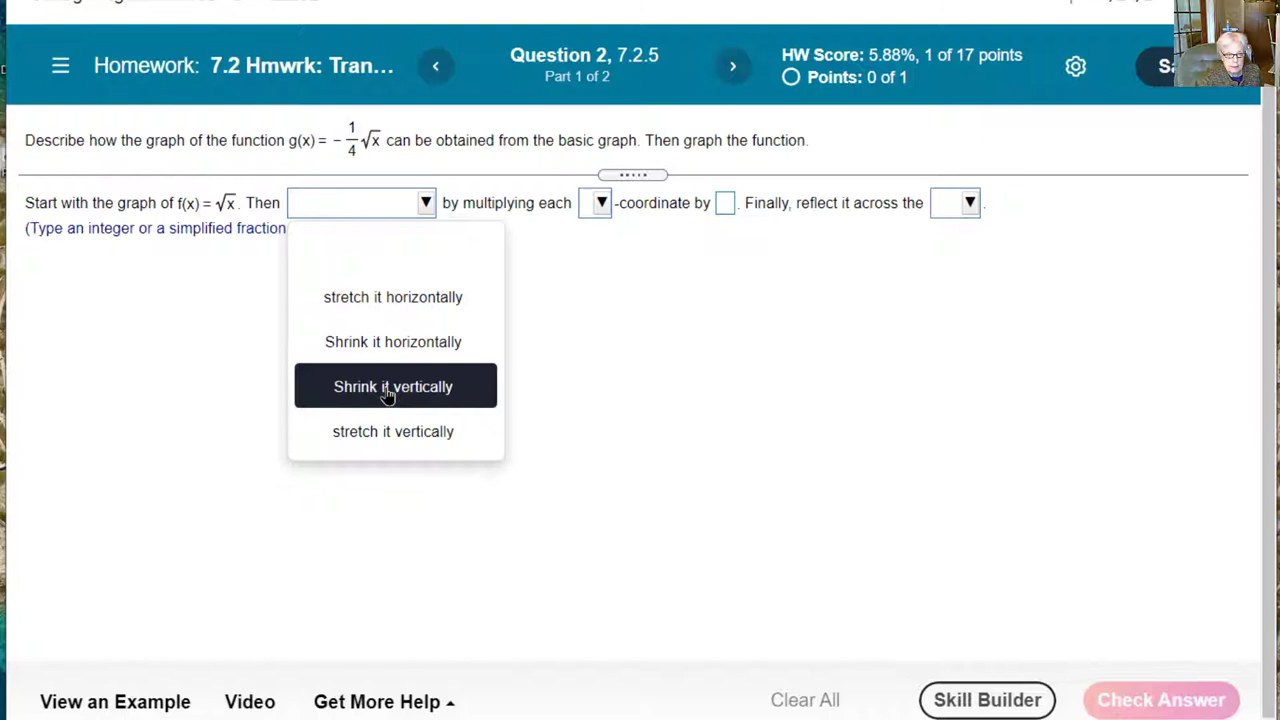 Homework: 7.2 Hmwrk: Tran...
Question 2, 7.2.5
Part 1 of 2
HW Score: 5.88%, 1 of 17 points
Points: 0 of 1
Describe how the graph of the function g(x) = − 1/4 √x can be obtained from the basic graph. Then graph the function.
Start with the graph of f(x) = √x. Then ▼ by multiplying each ▼ -coordinate by . Finally, reflect it across the ▼ .
(Type an integer or a simplified fraction
stretch it horizontally
Shrink it horizontally
Shrink it vertically
stretch it vertically
View an Example
Video
Get More Help
Clear All
Skill Builder
Check Answer